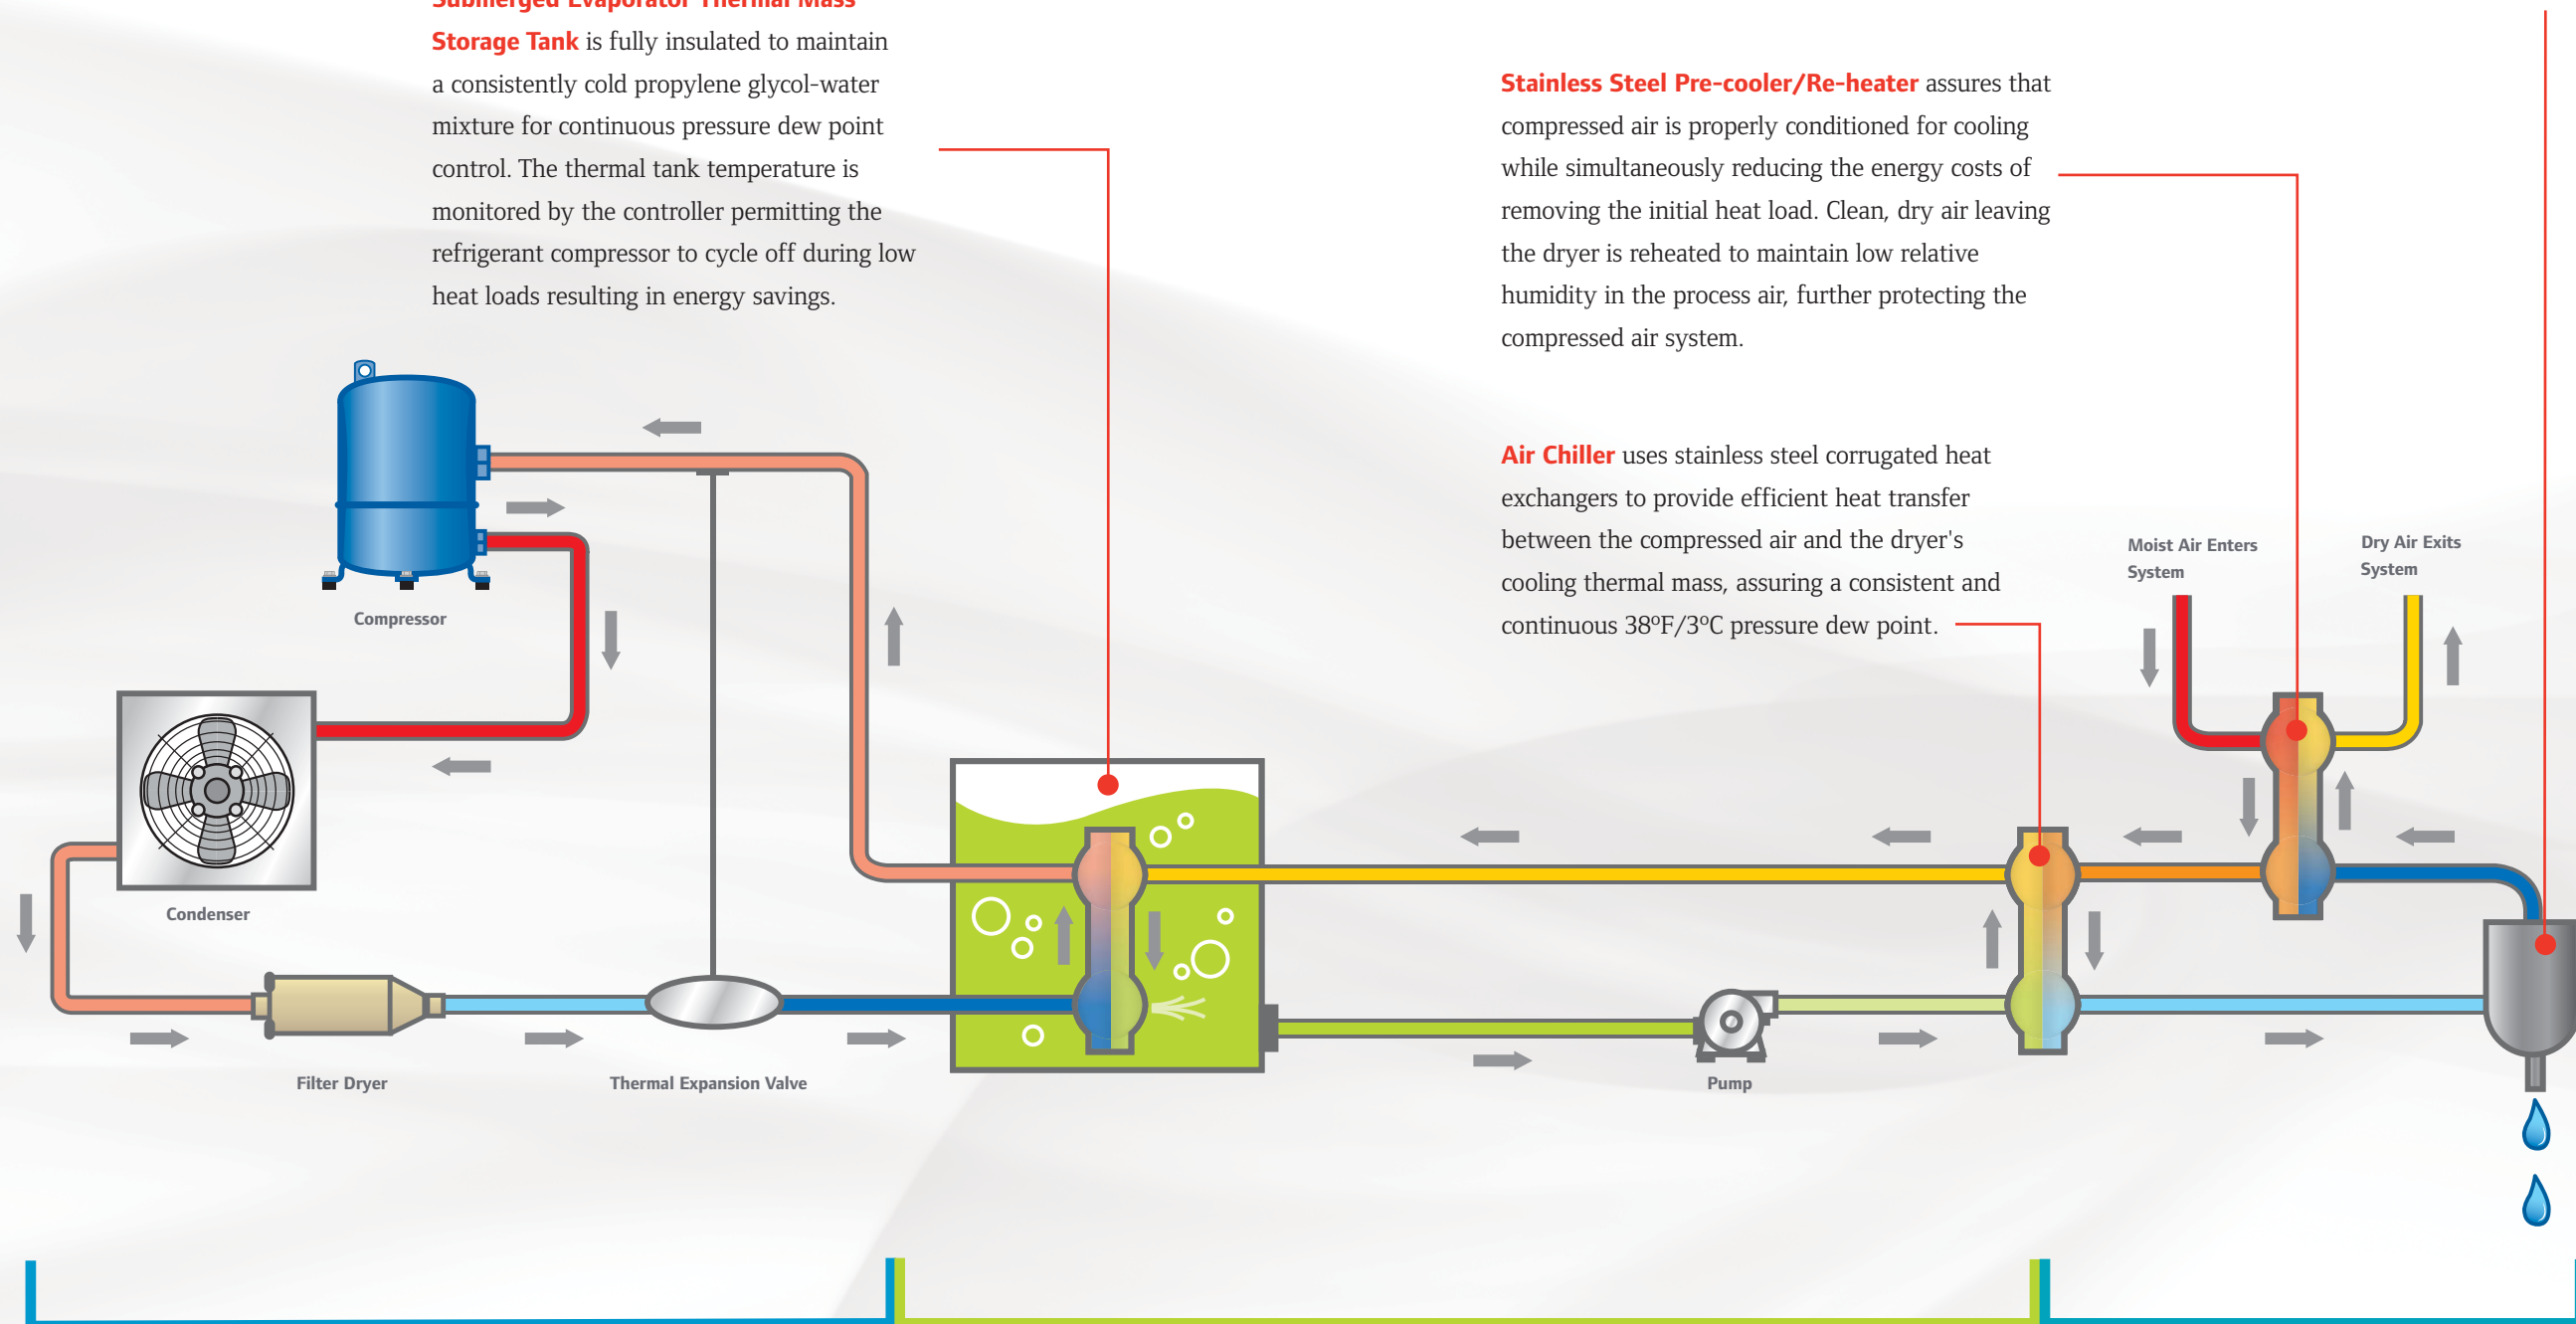 Submerged Evaporator Thermal Mass
Storage Tank is fully insulated to maintain
a consistently cold propylene glycol-water
mixture for continuous pressure dew point
control. The thermal tank temperature is
monitored by the controller permitting the
refrigerant compressor to cycle off during low
heat loads resulting in energy savings.
Stainless Steel Pre-cooler/Re-heater assures that
compressed air is properly conditioned for cooling
while simultaneously reducing the energy costs of
removing the initial heat load. Clean, dry air leaving
the dryer is reheated to maintain low relative
humidity in the process air, further protecting the
compressed air system.
Air Chiller uses stainless steel corrugated heat
exchangers to provide efficient heat transfer
between the compressed air and the dryer's
cooling thermal mass, assuring a consistent and
continuous 38ºF/3ºC pressure dew point.
Moist Air Enters
System
Dry Air Exits
System
Compressor
Condenser
Filter Dryer
Thermal Expansion Valve
Pump